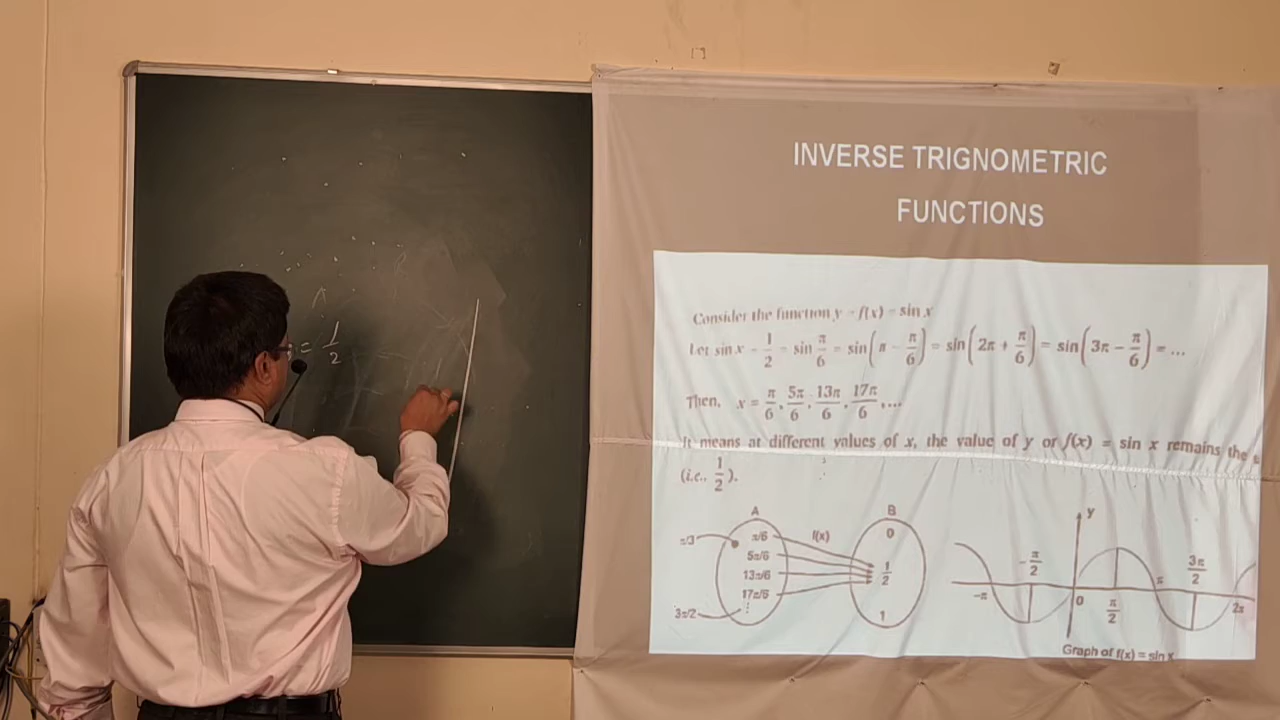 = 1/2
INVERSE TRIGNOMETRIC
FUNCTIONS
Consider the function y = f(x) = sin x
Let sin x = 1/2 = sin π/6 = sin(π − π/6) = sin(2π + π/6) = sin(3π − π/6) = ...
Then, x = π/6, 5π/6, 13π/6, 17π/6, ...
It means at different values of x, the value of y or f(x) = sin x remains the
(i.e., 1/2).
A
π/6
5π/6
13π/6
17π/6
⋮
π/3
3π/2
f(x)
B
0
1/2
1
y
−π
−π/2
0
π/2
π
3π/2
2π
Graph of f(x) = sin x